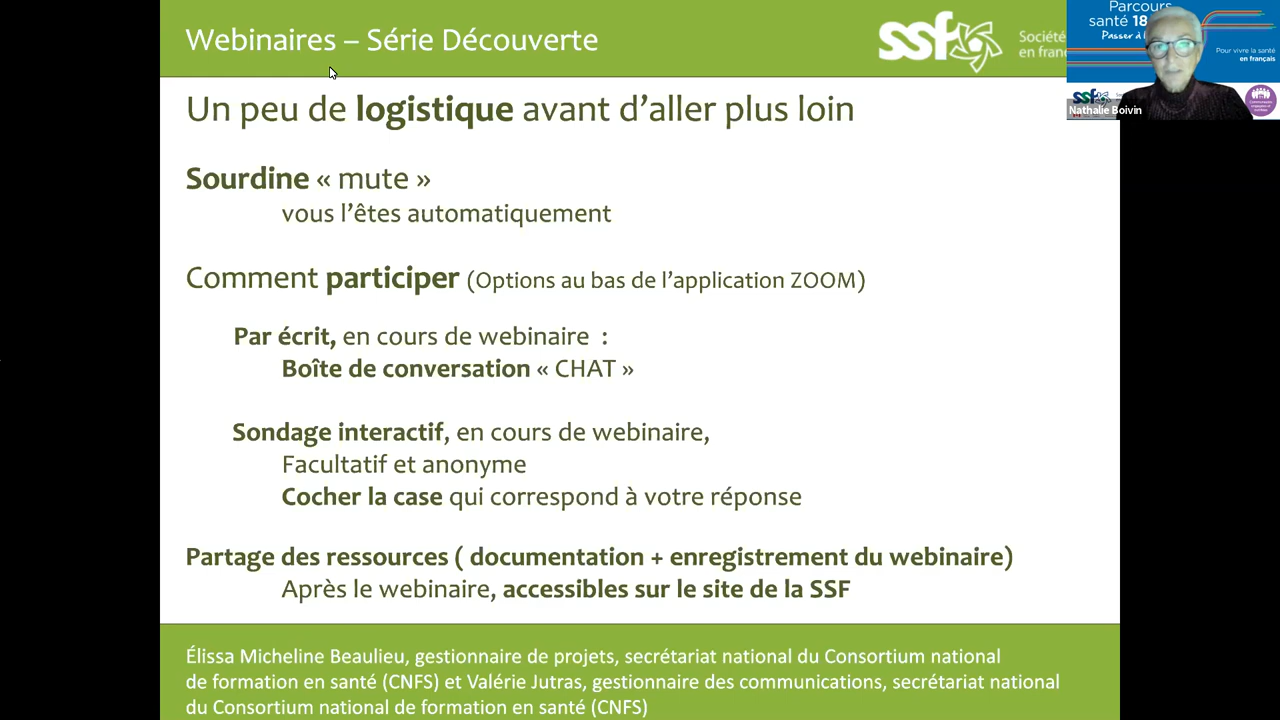 Webinaires – Série Découverte
ssf
Société
en franç
Parcours
santé 18
Passer à l
Pour vivre la santé
en français
ssf
Nathalie Boivin
Un peu de logistique avant d’aller plus loin
Sourdine « mute »
vous l’êtes automatiquement
Comment participer (Options au bas de l’application ZOOM)
Par écrit, en cours de webinaire :
Boîte de conversation « CHAT »
Sondage interactif, en cours de webinaire,
Facultatif et anonyme
Cocher la case qui correspond à votre réponse
Partage des ressources ( documentation + enregistrement du webinaire)
Après le webinaire, accessibles sur le site de la SSF
Élissa Micheline Beaulieu, gestionnaire de projets, secrétariat national du Consortium national
de formation en santé (CNFS) et Valérie Jutras, gestionnaire des communications, secrétariat national
du Consortium national de formation en santé (CNFS)